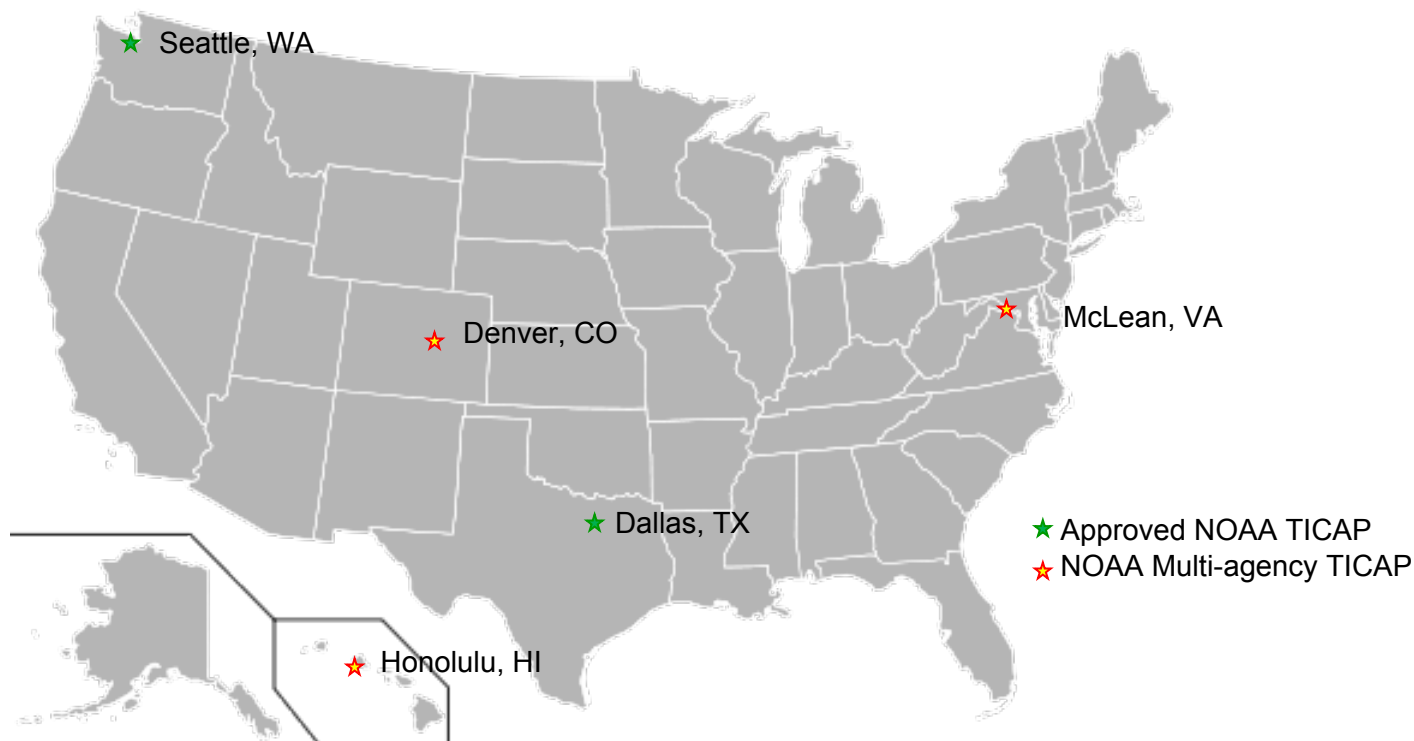 Seattle, WA
McLean, VA
Denver, CO
Dallas, TX
Approved NOAA TICAP
NOAA Multi-agency TICAP
Honolulu, HI